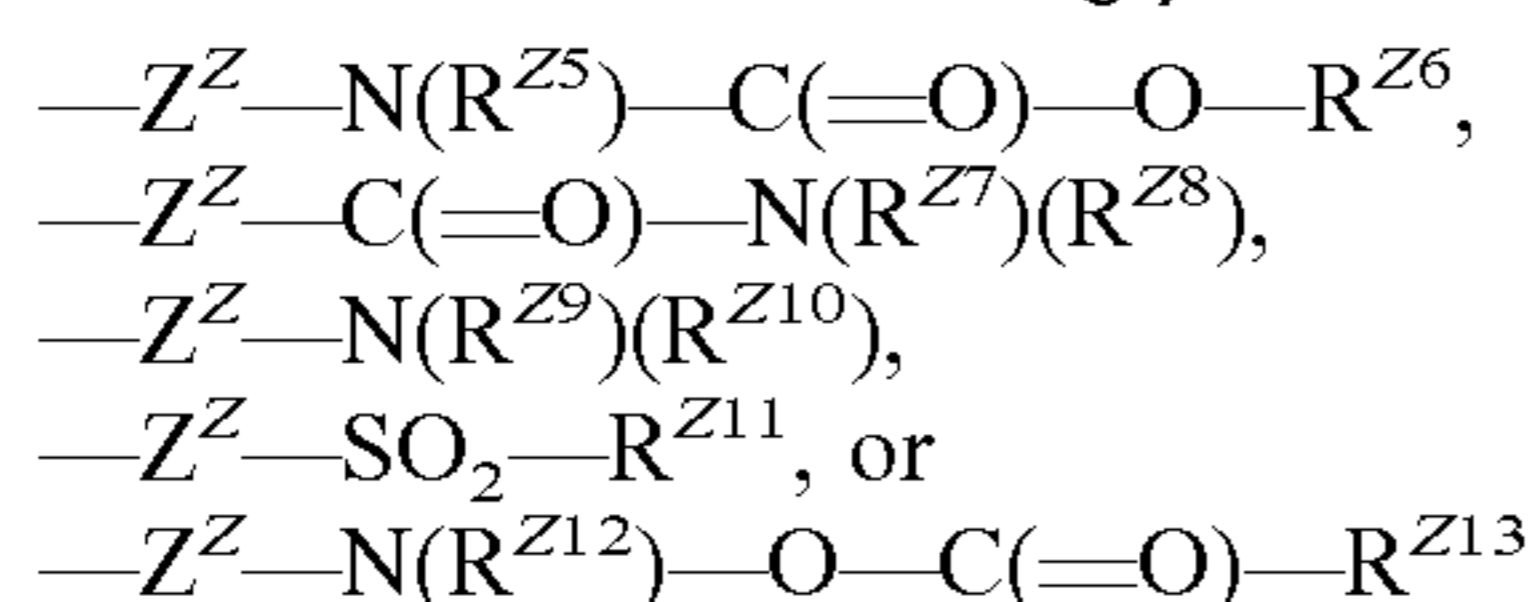 —Z^Z—N(R^Z5)—C(=O)—O—R^Z6,
—Z^Z—C(=O)—N(R^Z7)(R^Z8),
—Z^Z—N(R^Z9)(R^Z10),
—Z^Z—SO₂—R^Z11, or
—Z^Z—N(R^Z12)—O—C(=O)—R^Z13